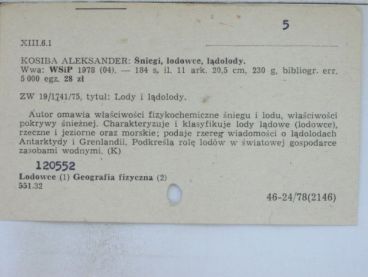 5
XIII.6.1
KOSIBA ALEKSANDER: Śniegi, lodowce, lądolody.
Wwa: WSiP 1978 (04). — 184 s, il. 11 ark. 20,5 cm, 230 g, bibliogr. err.
5 000 egz. 28 zł
ZW 19/1741/75, tytuł: Lody i lądolody.
Autor omawia właściwości fizykochemiczne śniegu i lodu, właściwości
pokrywy śnieżnej. Charakteryzuje i klasyfikuje lody lądowe (lodowce),
rzeczne i jeziorne oraz morskie; podaje rzereg wiadomości o lądolodach
Antarktydy i Grenlandii. Podkreśla rolę lodów w światowej gospodarce
zasobami wodnymi. (K)
120552
Lodowce (1) Geografia fizyczna (2)
551.32
46-24/78(2146)